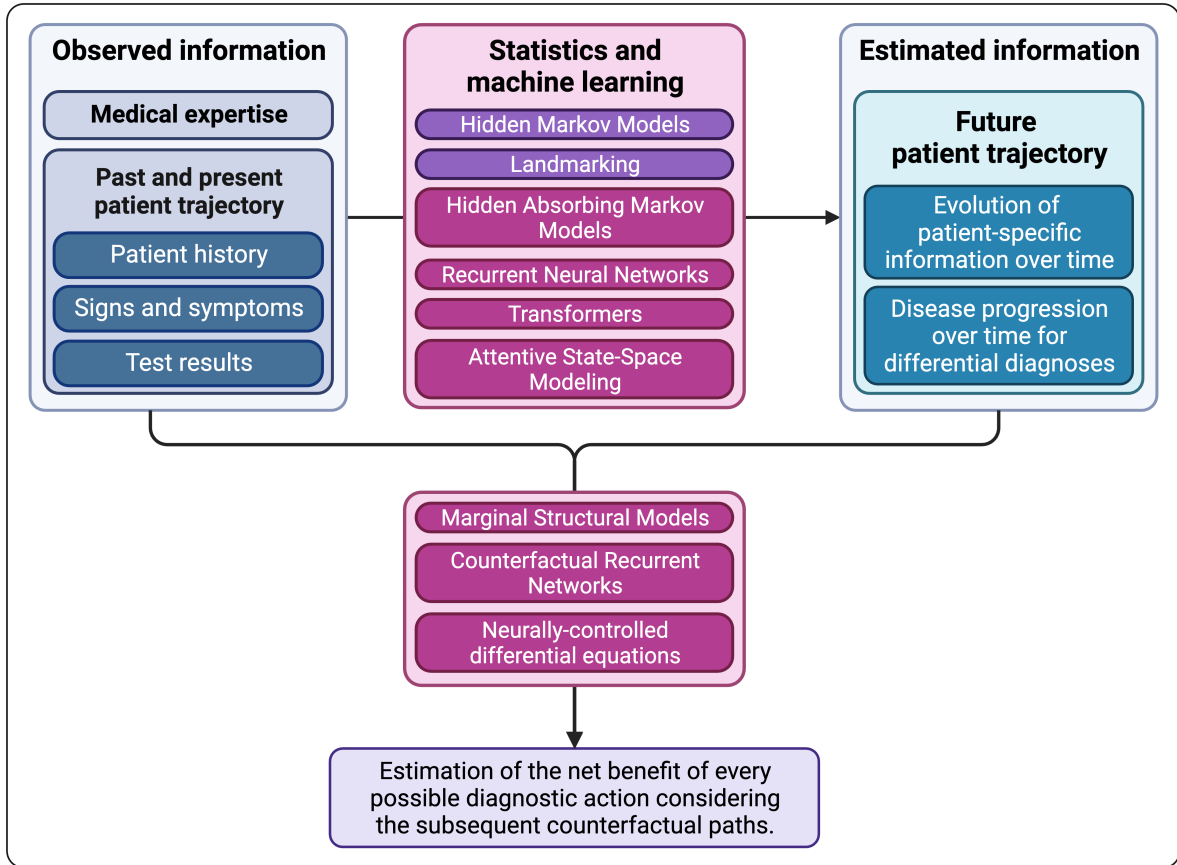 Observed information
Medical expertise
Past and present
patient trajectory
Patient history
Signs and symptoms
Test results
Statistics and
machine learning
Hidden Markov Models
Landmarking
Hidden Absorbing Markov
Models
Recurrent Neural Networks
Transformers
Attentive State-Space
Modeling
Estimated information
Future
patient trajectory
Evolution of
patient-specific
information over time
Disease progression
over time for
differential diagnoses
Marginal Structural Models
Counterfactual Recurrent
Networks
Neurally-controlled
differential equations
Estimation of the net benefit of every
possible diagnostic action considering
the subsequent counterfactual paths.